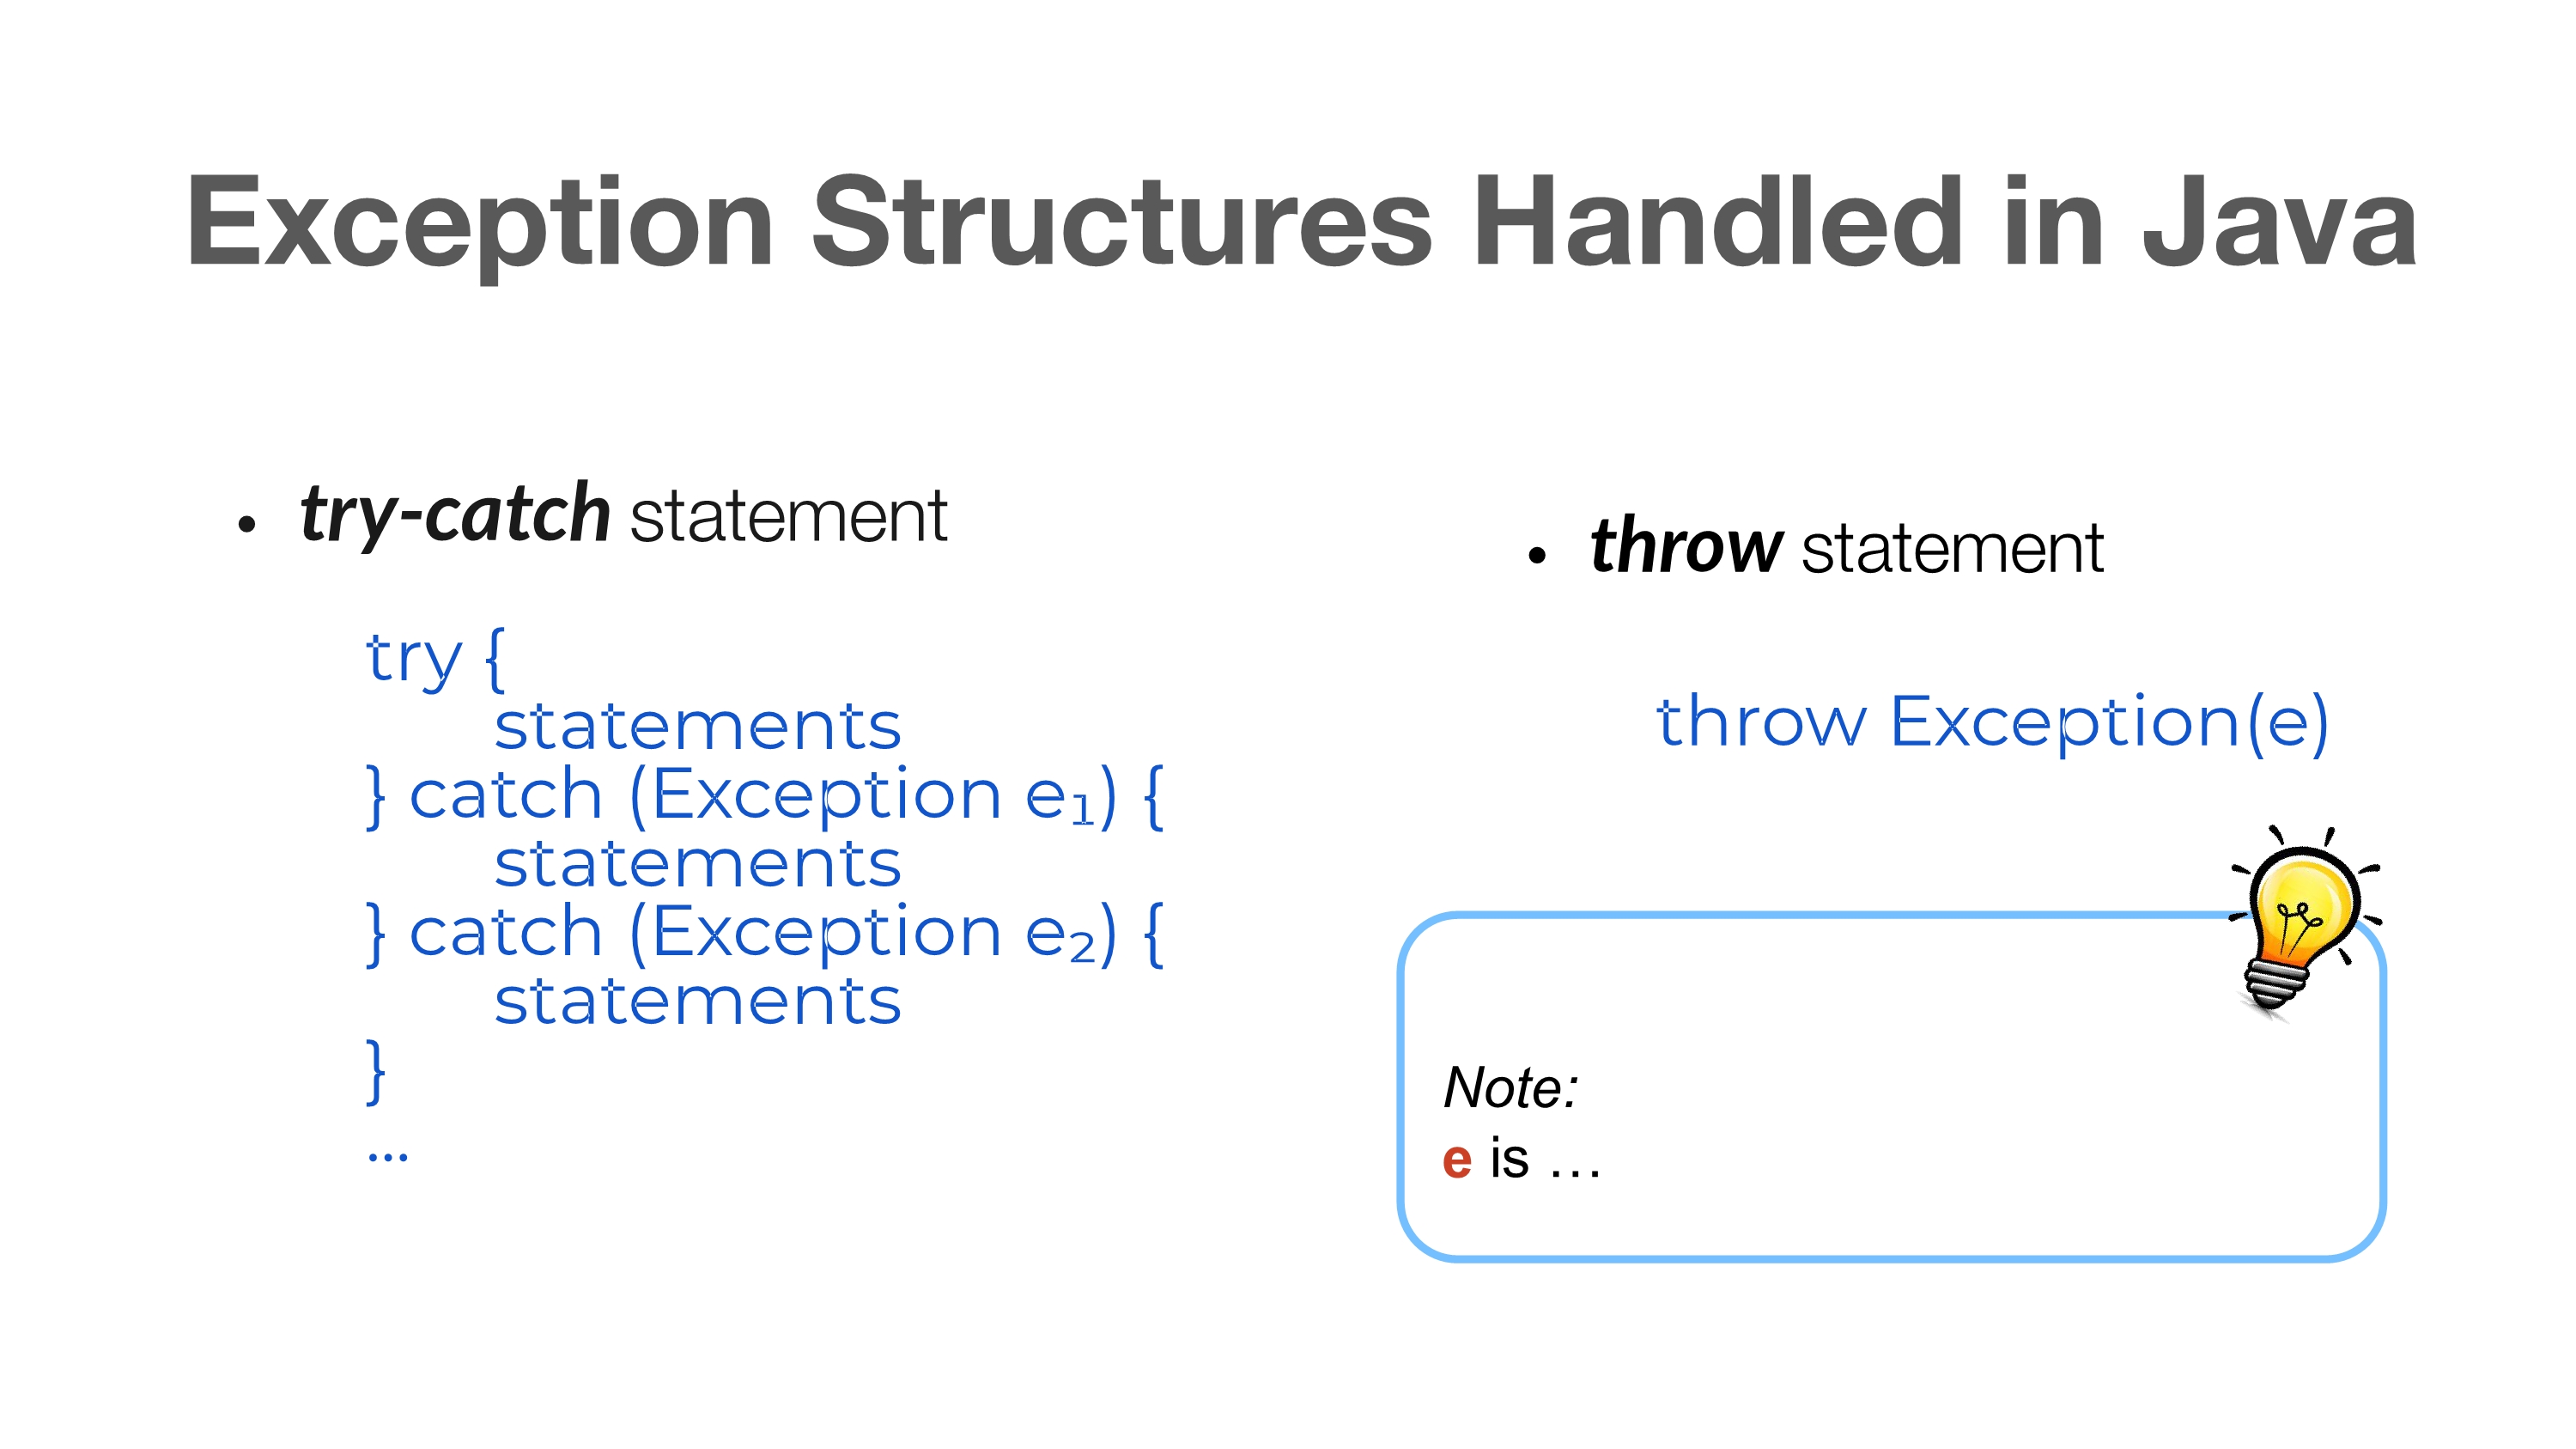 Exception Structures Handled in Java
• try-catch statement
try {
statements
} catch (Exception e₁) {
statements
} catch (Exception e₂) {
statements
}
...
• throw statement
throw Exception(e)
Note:
e is …